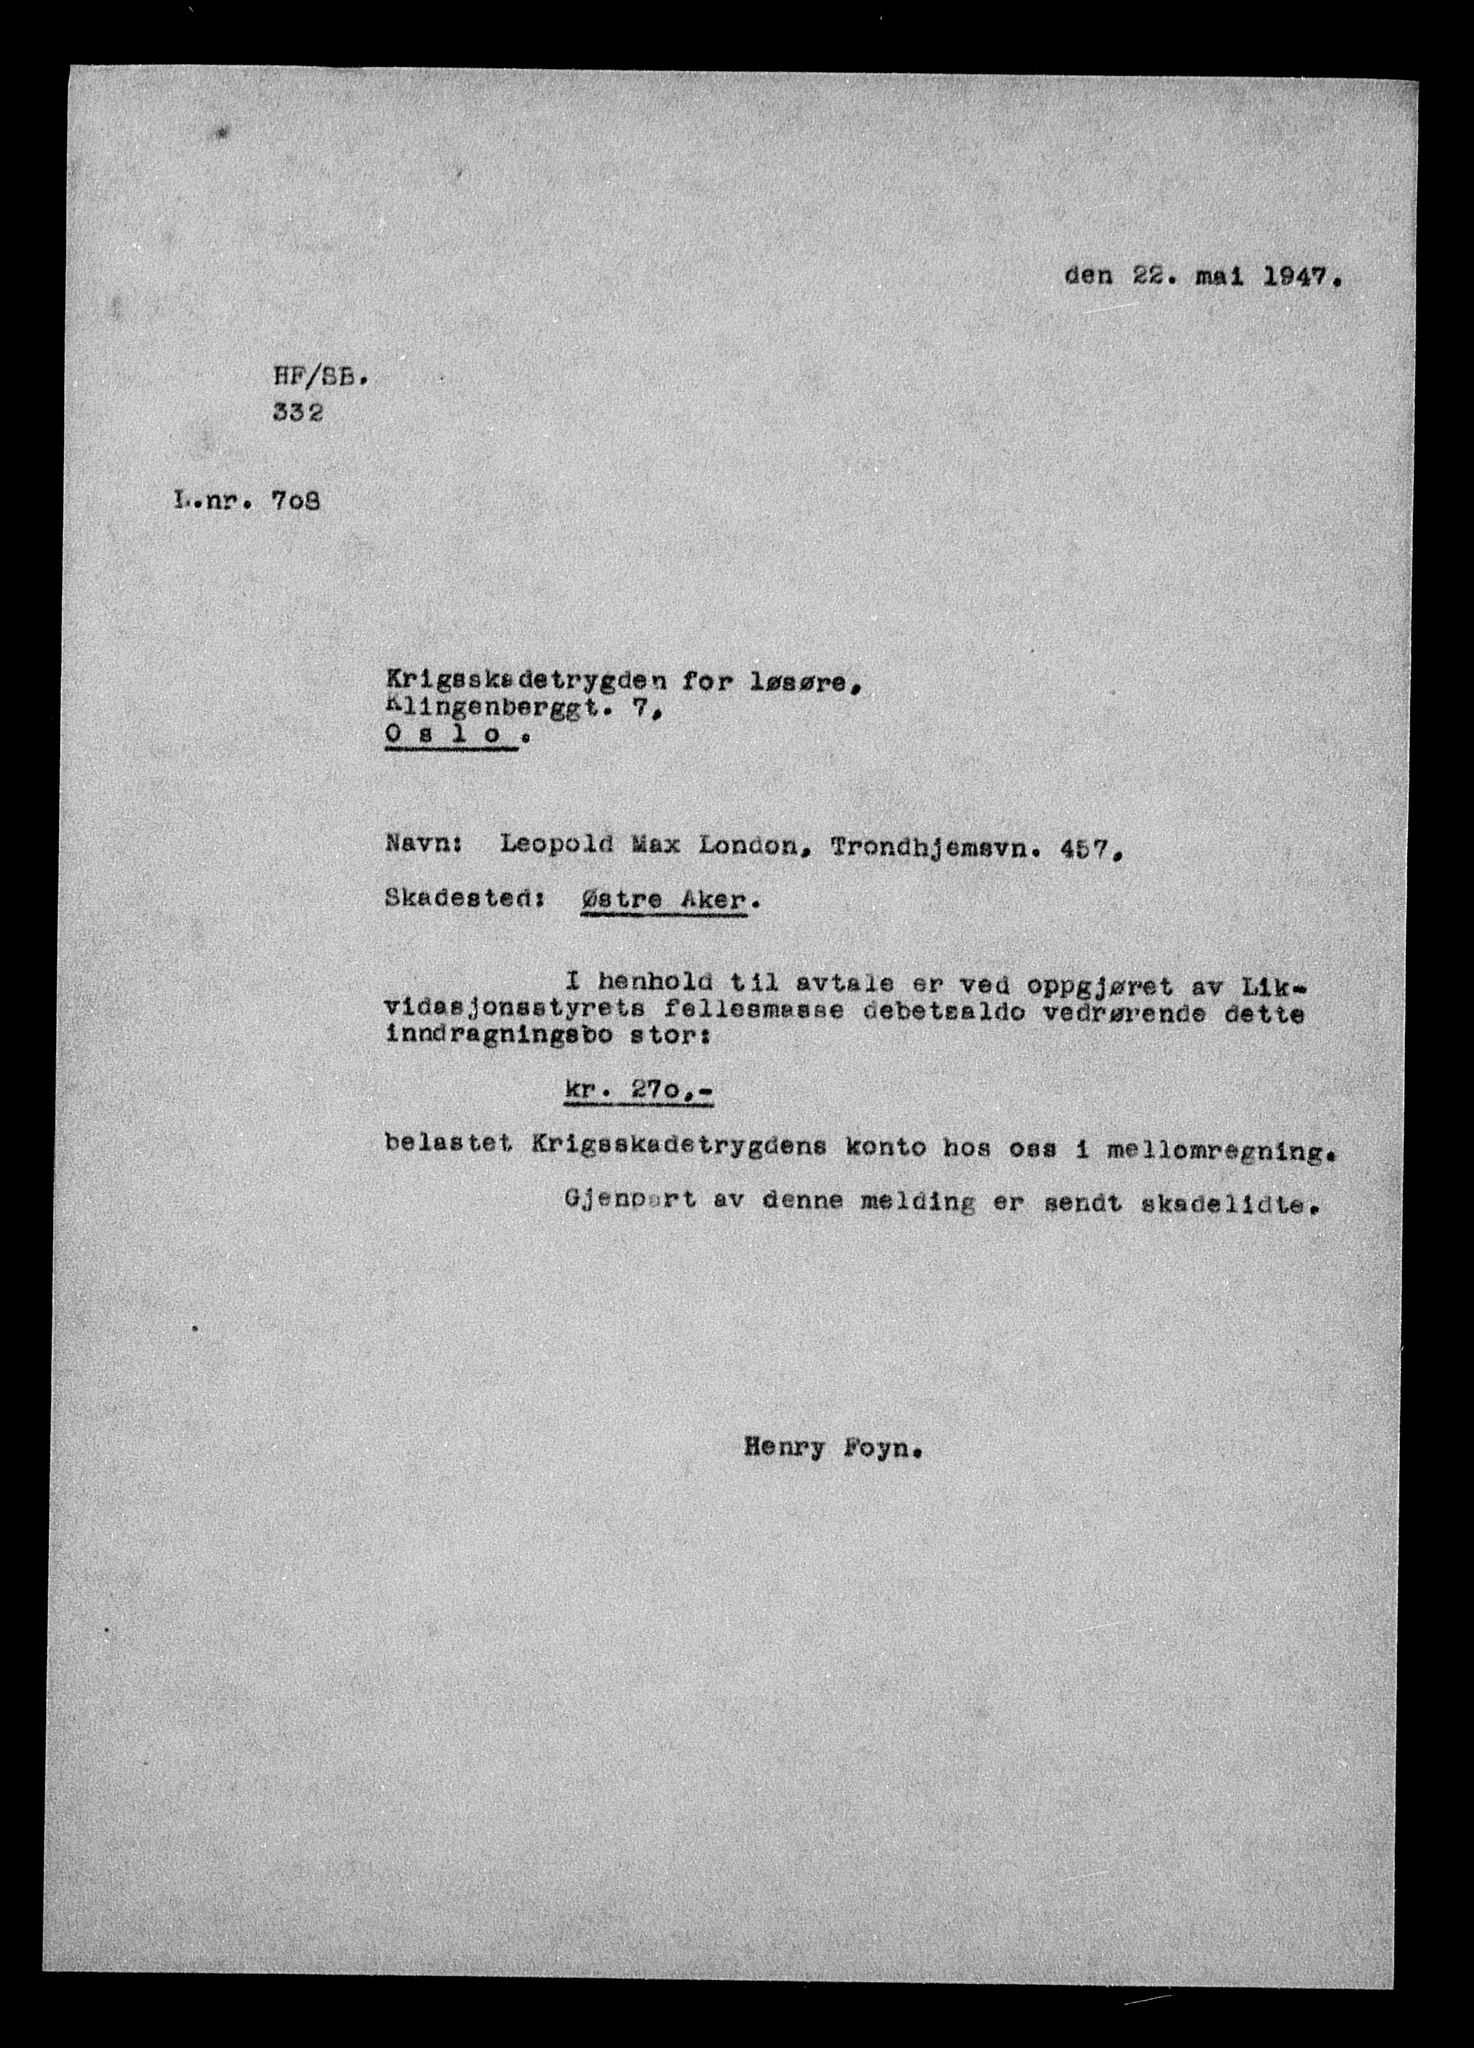 den 22. mai 1947.
HF/SB.
332
L.nr. 7o8
Krigsskadetrygden for løsøre,
Klingenberggt. 7,
O s l o .
Navn: Leopold Max London, Trondhjemsvn. 457,
Skadested: Østre Aker.
I henhold til avtale er ved oppgjøret av Lik-
vidasjonsstyrets fellesmasse debetsaldo vedrørende dette
inndragningsbo stor:
kr. 27o,-
belastet Krigsskadetrygdens konto hos oss i mellomregning.
Gjenpart av denne melding er sendt skadelidte.
Henry Foyn.